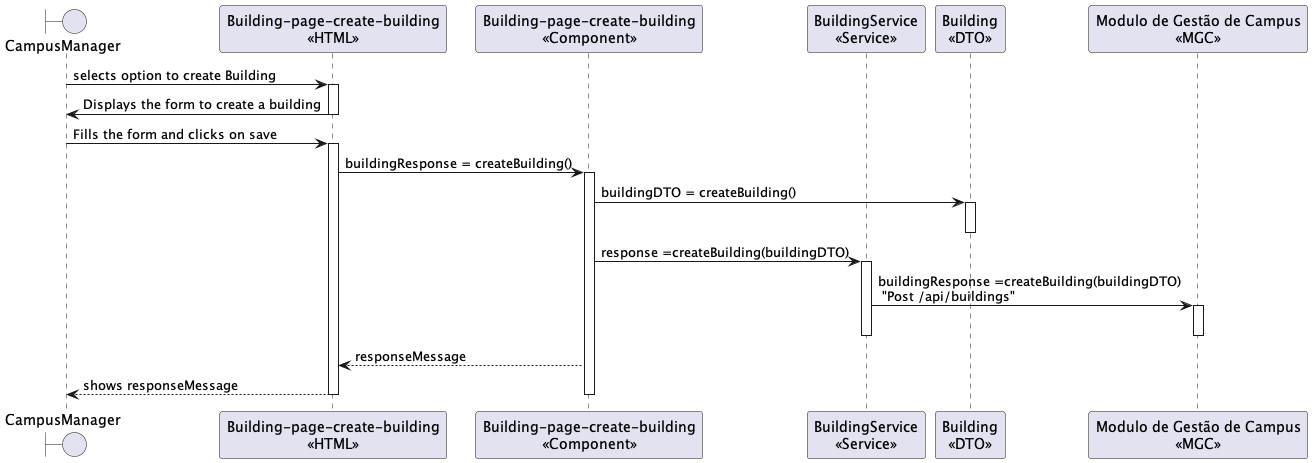 CampusManager
Building-page-create-building
«HTML»
Building-page-create-building
«Component»
BuildingService
«Service»
Building
«DTO»
Modulo de Gestão de Campus
«MGC»
selects option to create Building
Displays the form to create a building
Fills the form and clicks on save
buildingResponse = createBuilding()
buildingDTO = createBuilding()
response =createBuilding(buildingDTO)
buildingResponse =createBuilding(buildingDTO)
"Post /api/buildings"
responseMessage
shows responseMessage
CampusManager
Building-page-create-building
«HTML»
Building-page-create-building
«Component»
BuildingService
«Service»
Building
«DTO»
Modulo de Gestão de Campus
«MGC»